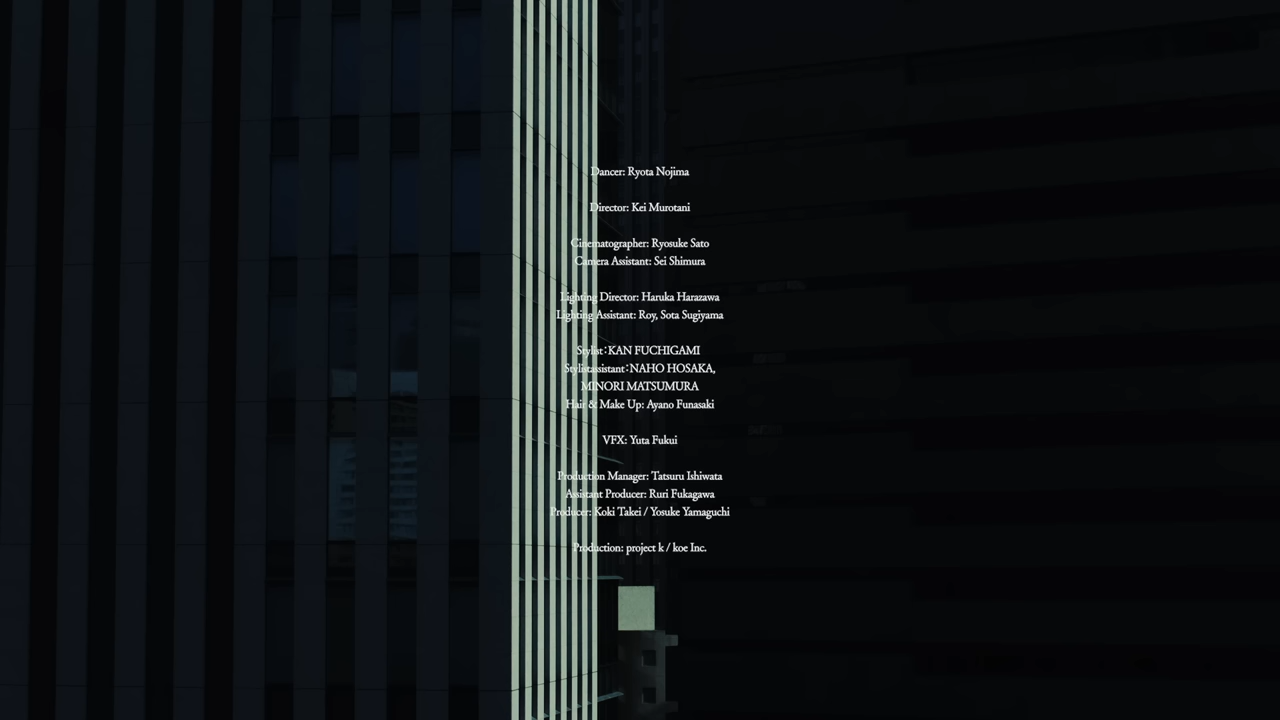 Dancer: Ryota Nojima
Director: Kei Murotani
Cinematographer: Ryosuke Sato
Camera Assistant: Sei Shimura
Lighting Director: Haruka Harazawa
Lighting Assistant: Roy, Sota Sugiyama
Stylist：KAN FUCHIGAMI
Stylistassistant：NAHO HOSAKA,
MINORI MATSUMURA
Hair & Make Up: Ayano Funasaki
VFX: Yuta Fukui
Production Manager: Tatsuru Ishiwata
Assistant Producer: Ruri Fukagawa
Producer: Koki Takei / Yosuke Yamaguchi
Production: project k / koe Inc.